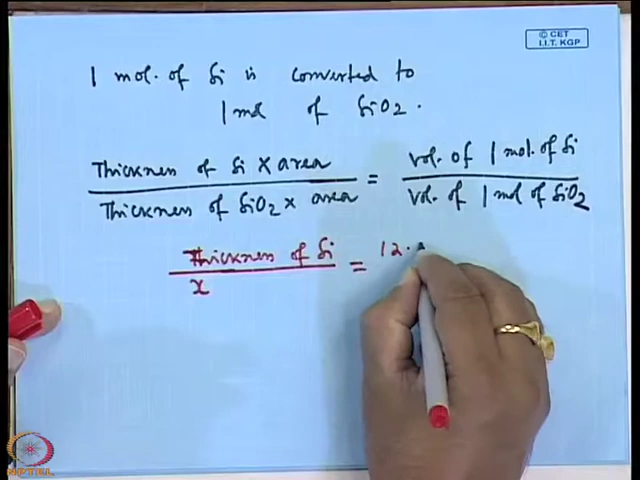 © CET
I.I.T. KGP
1 mol. of Si is converted to
1 mol of SiO2.
Thickness of Si x area / Thickness of SiO2 x area = vol. of 1 mol. of Si / vol. of 1 mol of SiO2
Thickness of Si / x = 12.
NPTEL